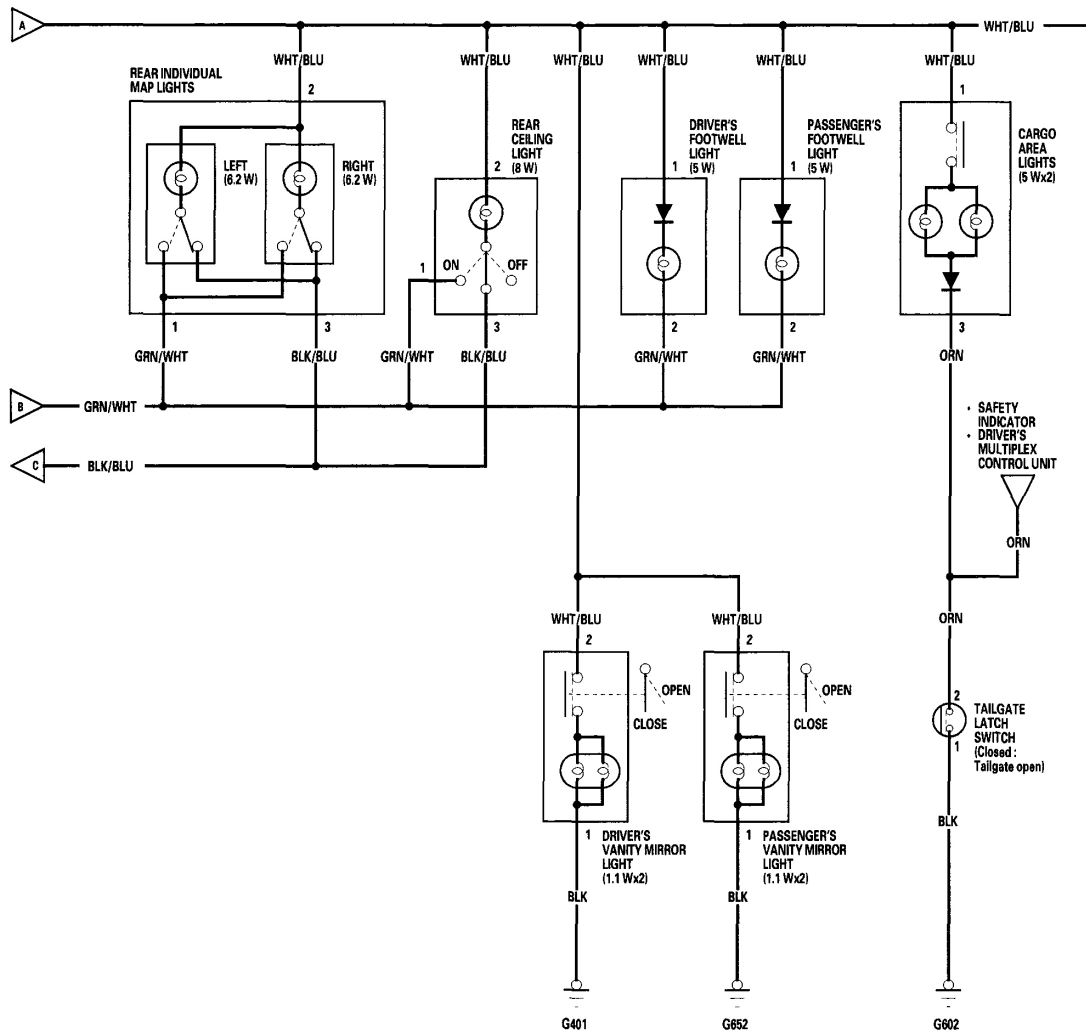 A
WHT/BLU
WHT/BLU
WHT/BLU
WHT/BLU
WHT/BLU
WHT/BLU
WHT/BLU
REAR INDIVIDUAL
MAP LIGHTS
2
LEFT
(6.2 W)
RIGHT
(6.2 W)
1
3
GRN/WHT
BLK/BLU
REAR
CEILING
LIGHT
(8 W)
2
1
ON
OFF
3
GRN/WHT
BLK/BLU
DRIVER'S
FOOTWELL
LIGHT
(5 W)
1
2
GRN/WHT
PASSENGER'S
FOOTWELL
LIGHT
(5 W)
1
2
GRN/WHT
1
CARGO
AREA
LIGHTS
(5 Wx2)
3
ORN
B
GRN/WHT
C
BLK/BLU
• SAFETY
INDICATOR
• DRIVER'S
MULTIPLEX
CONTROL UNIT
ORN
ORN
WHT/BLU
2
OPEN
CLOSE
1
DRIVER'S
VANITY MIRROR
LIGHT
(1.1 Wx2)
BLK
G401
WHT/BLU
2
OPEN
CLOSE
1
PASSENGER'S
VANITY MIRROR
LIGHT
(1.1 Wx2)
BLK
G652
2
1
TAILGATE
LATCH
SWITCH
(Closed :
Tailgate open)
BLK
G602